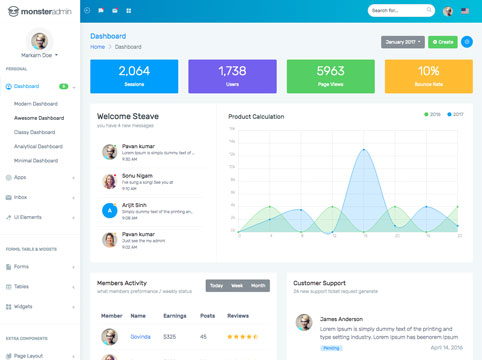 monsteradmin
Search for...
Markarn Doe
PERSONAL
Dashboard
Modern Dashboard
Awesome Dashboard
Classy Dashboard
Analytical Dashboard
Minimal Dashboard
Apps
Inbox
UI Elements
FORMS, TABLE & WIDGETS
Forms
Tables
Widgets
EXTRA COMPONENTS
Page Layout
Dashboard
Home > Dashboard
January 2017
Create
2,064
Sessions
1,738
Users
5963
Page Views
10%
Bounce Rate
Welcome Steave
you have 4 new messages
Pavan kumar
Lorem Ipsum is simply dummy text of ...
9:30 AM
Sonu Nigam
I've sung a song! See you at
9:10 AM
A
Arijit Sinh
Simply dummy text of the printing an...
9:08 AM
Pavan kumar
Just see the my admin!
9:02 AM
Product Calculation
2016
2017
Members Activity
what members preformance / weekly status
Today Week Month
Member Name Earnings Posts Reviews
Govinda $325 45
Customer Support
24 new support ticket request generate
James Anderson
Lorem Ipsum is simply dummy text of the printing and
type setting industry. Lorem Ipsum has beenorem Ipsum
Pending
April 14, 2016